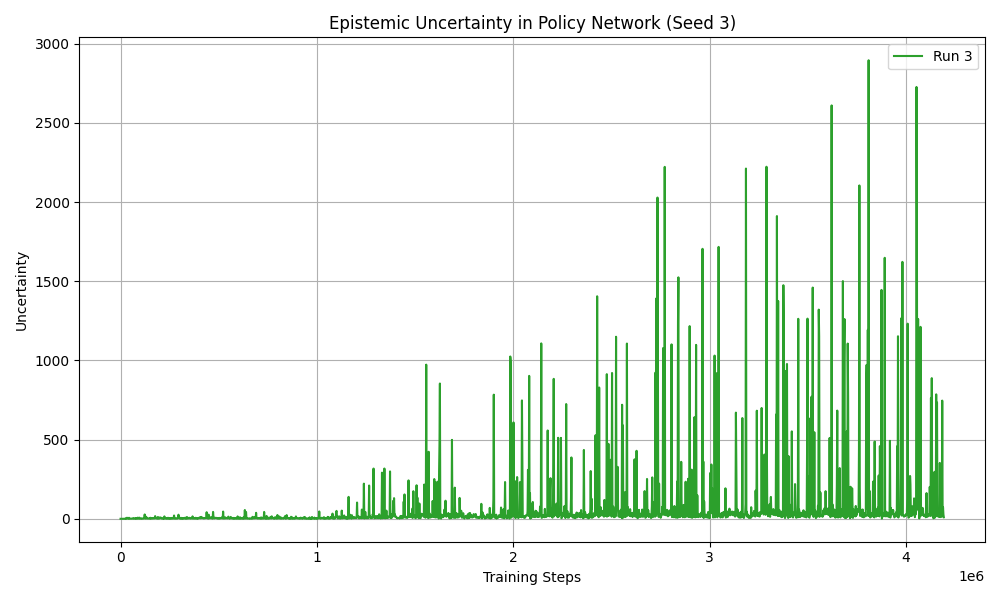 Epistemic Uncertainty in Policy Network (Seed 3)
Run 3
3000
2500
2000
1500
1000
500
0
Uncertainty
0 1 2 3 4
1e6
Training Steps